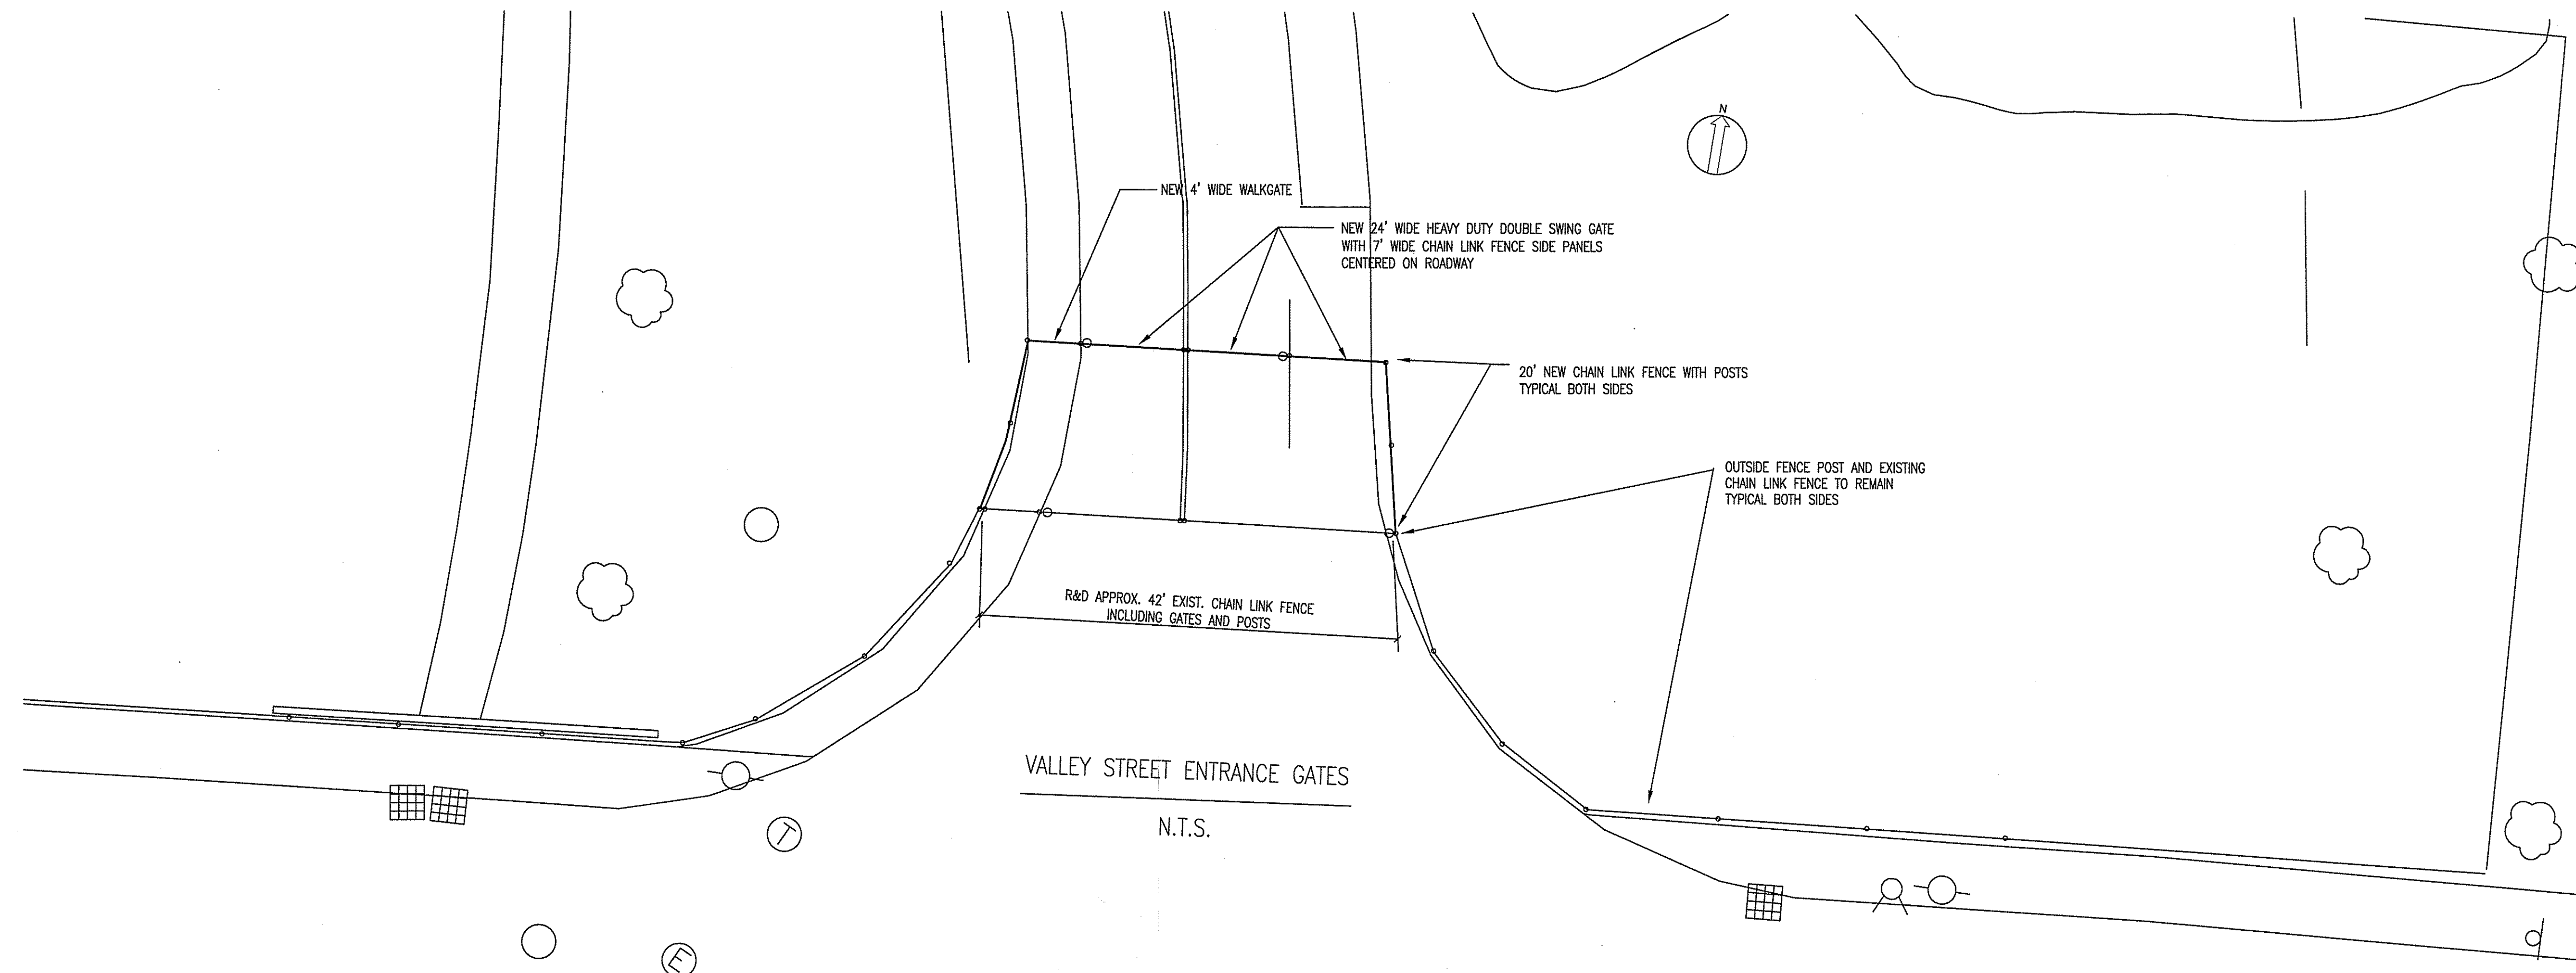 N
NEW 4' WIDE WALKGATE
NEW 24' WIDE HEAVY DUTY DOUBLE SWING GATE
WITH 7' WIDE CHAIN LINK FENCE SIDE PANELS
CENTERED ON ROADWAY
20' NEW CHAIN LINK FENCE WITH POSTS
TYPICAL BOTH SIDES
OUTSIDE FENCE POST AND EXISTING
CHAIN LINK FENCE TO REMAIN
TYPICAL BOTH SIDES
R&D APPROX. 42' EXIST. CHAIN LINK FENCE
INCLUDING GATES AND POSTS
VALLEY STREET ENTRANCE GATES
N.T.S.
T
E